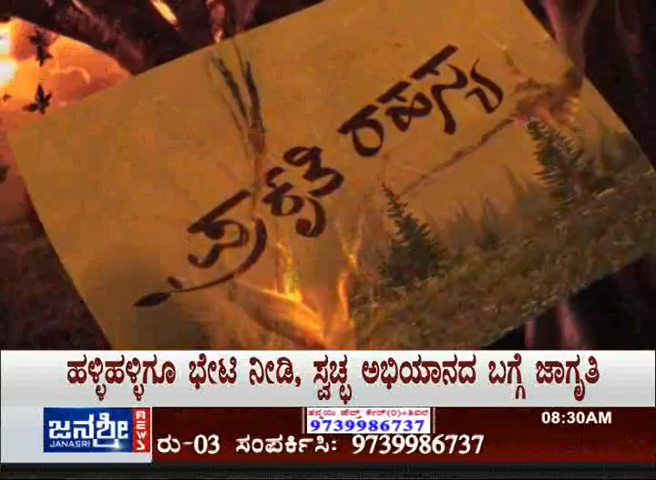 ಪ್ರಕೃತಿ ರಹಸ್ಯ
ಹಳ್ಳಿಹಳ್ಳಿಗೂ ಭೇಟಿ ನೀಡಿ, ಸ್ವಚ್ಛ ಅಭಿಯಾನದ ಬಗ್ಗೆ ಜಾಗೃತಿ
9739986737
08:30AM
ಜನಶ್ರೀ
JANASRI
NEWS
ರು-03 ಸಂಪರ್ಕಿಸಿ: 9739986737